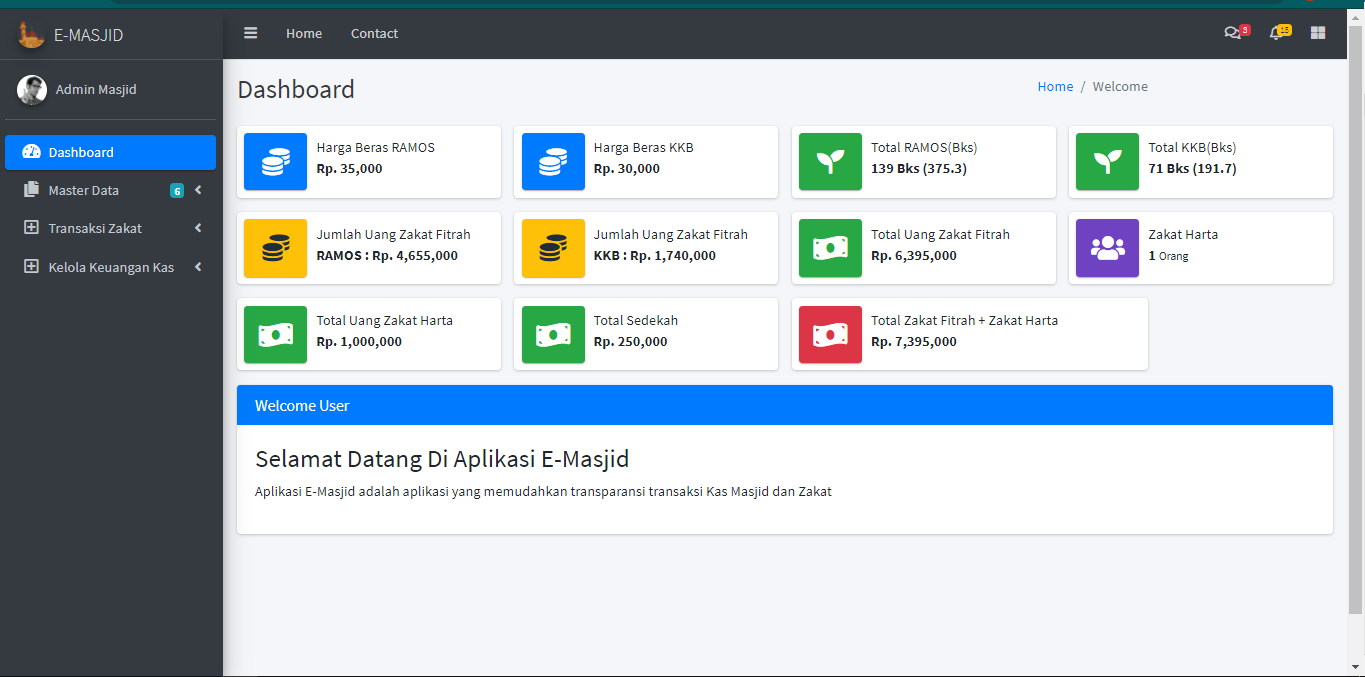 E-MASJID
Home
Contact
3
15
Admin Masjid
Dashboard
Master Data
6
Transaksi Zakat
Kelola Keuangan Kas
Dashboard
Home / Welcome
Harga Beras RAMOS
Rp. 35,000
Harga Beras KKB
Rp. 30,000
Total RAMOS(Bks)
139 Bks (375.3)
Total KKB(Bks)
71 Bks (191.7)
Jumlah Uang Zakat Fitrah
RAMOS : Rp. 4,655,000
Jumlah Uang Zakat Fitrah
KKB : Rp. 1,740,000
Total Uang Zakat Fitrah
Rp. 6,395,000
Zakat Harta
1 Orang
Total Uang Zakat Harta
Rp. 1,000,000
Total Sedekah
Rp. 250,000
Total Zakat Fitrah + Zakat Harta
Rp. 7,395,000
Welcome User
Selamat Datang Di Aplikasi E-Masjid
Aplikasi E-Masjid adalah aplikasi yang memudahkan transparansi transaksi Kas Masjid dan Zakat